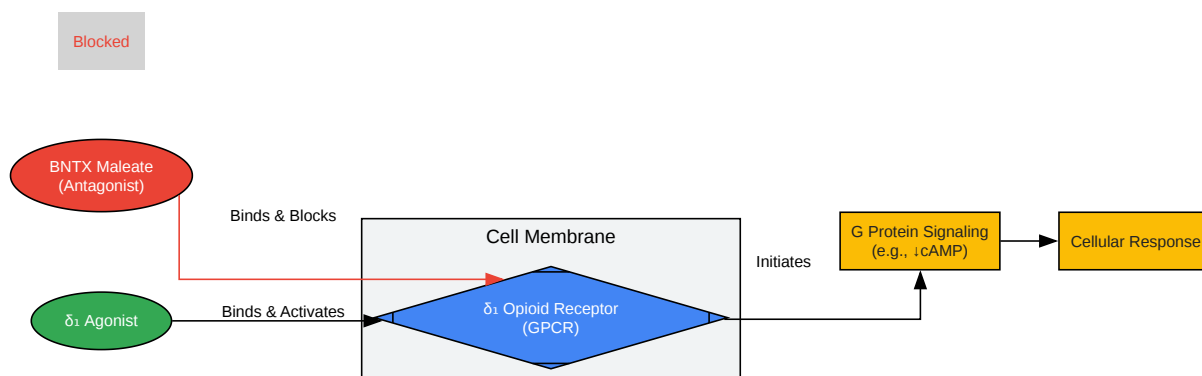 Blocked
BNTX Maleate
(Antagonist)
Binds & Blocks
Cell Membrane
G Protein Signaling
(e.g., ↓cAMP)
Cellular Response
Initiates
δ₁ Agonist
Binds & Activates
δ₁ Opioid Receptor
(GPCR)